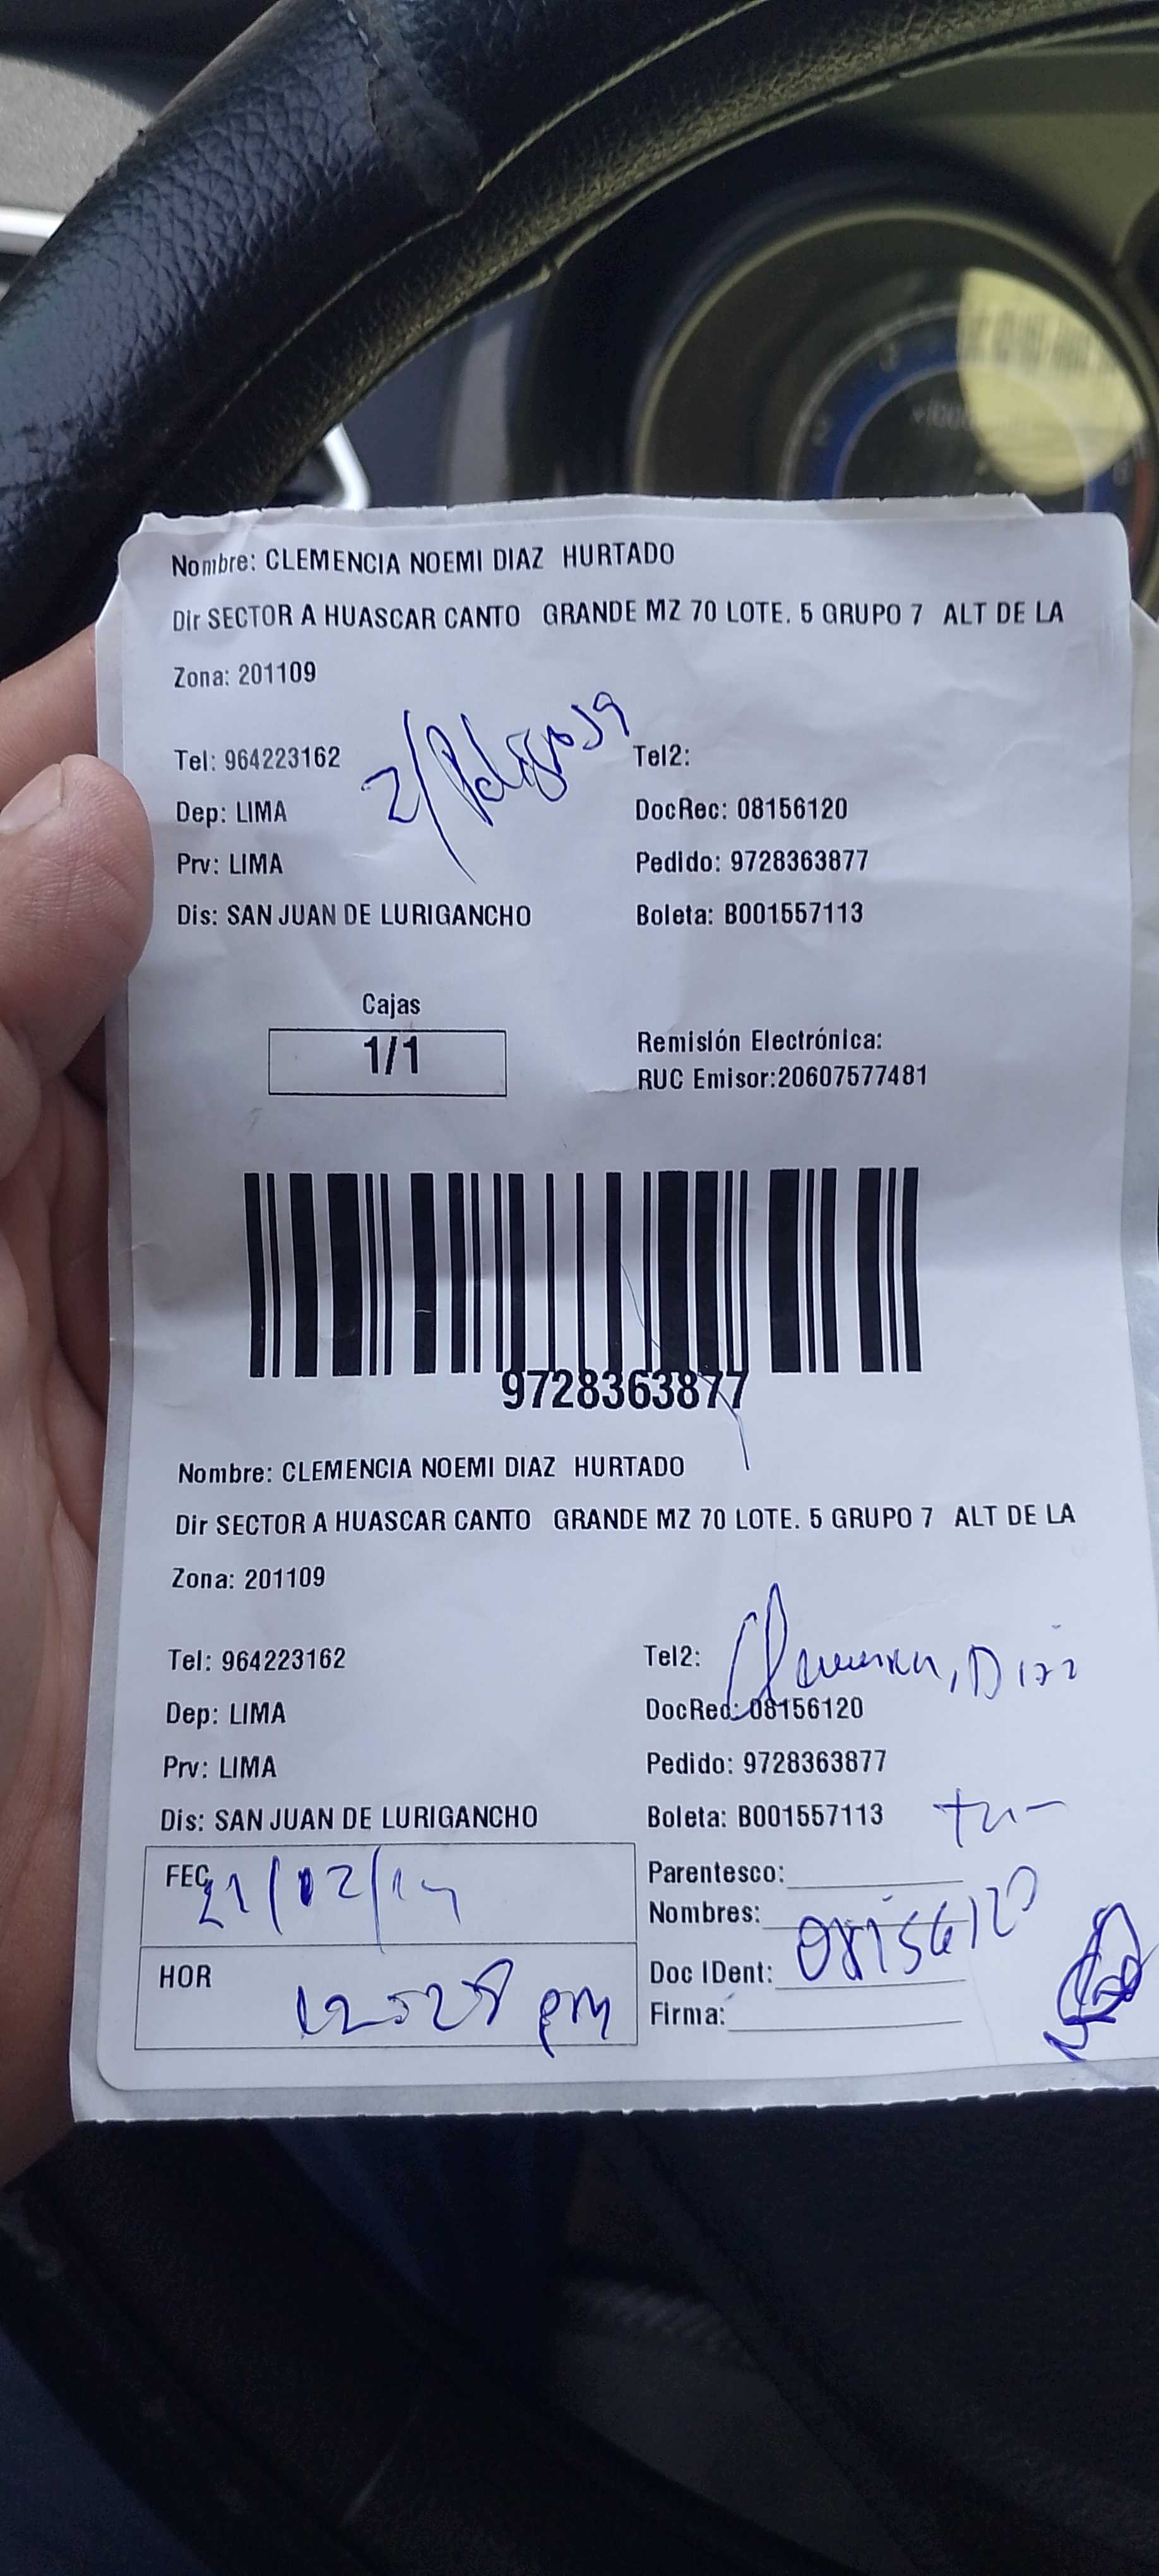 Nombre: CLEMENCIA NOEMI DIAZ HURTADO
Dir SECTOR A HUASCAR CANTO GRANDE MZ 70 LOTE. 5 GRUPO 7 ALT DE LA
Zona: 201109
Z/Peligrosa
Tel: 964223162 Tel2:
Dep: LIMA DocRec: 08156120
Prv: LIMA Pedido: 9728363877
Dis: SAN JUAN DE LURIGANCHO Boleta: B001557113
Cajas
1/1
Remisión Electrónica:
RUC Emisor:20607577481
9728363877
Nombre: CLEMENCIA NOEMI DIAZ HURTADO
Dir SECTOR A HUASCAR CANTO GRANDE MZ 70 LOTE. 5 GRUPO 7 ALT DE LA
Zona: 201109
Tel: 964223162 Tel2:
Dep: LIMA DocRec: 08156120
Prv: LIMA Pedido: 9728363877
Dis: SAN JUAN DE LURIGANCHO Boleta: B001557113
FEC
Parentesco:
Nombres:
HOR 12:28 pm
Doc IDent: 08156120
Firma: